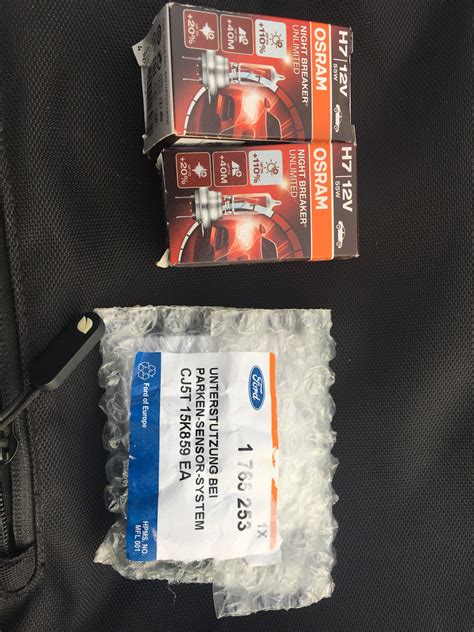 H7 12V
55W
OSRAM
NIGHT BREAKER®
UNLIMITED
+110%
+40M
+20%
H7 12V
55W
OSRAM
NIGHT BREAKER®
UNLIMITED
+110%
+40M
+20%
Ford
1X
1 765 253
UNTERSTUTZUNG BEI
PARKEN-SENSOR-SYSTEM
CJ5T 15K859 EA
Ford of Europe
HPMS. NO.
MFL 001